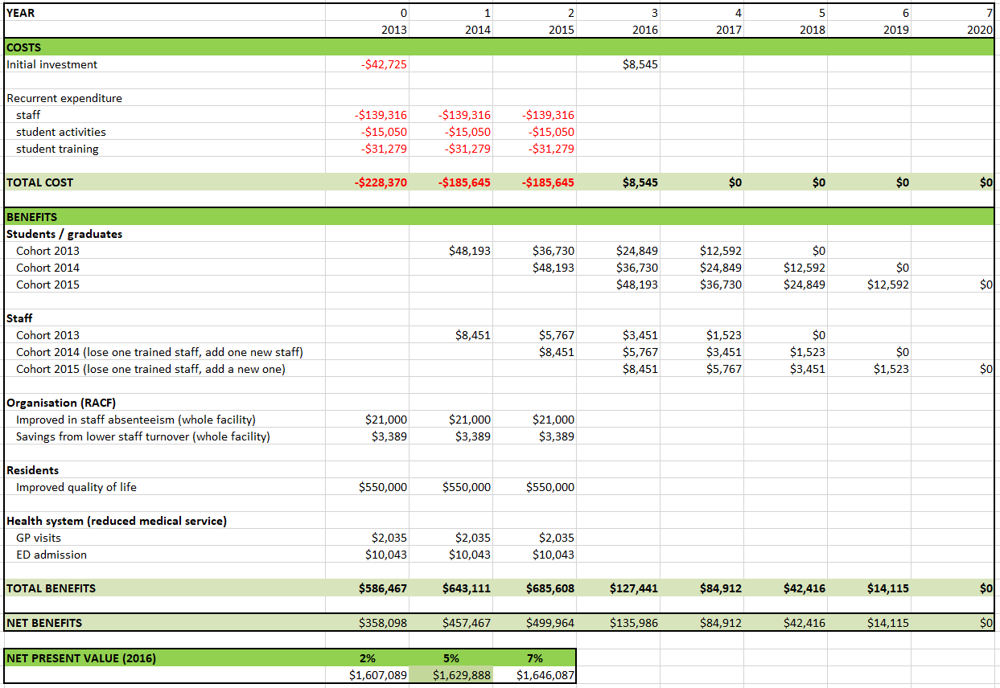 YEAR 0 1 2 3 4 5 6 7
2013 2014 2015 2016 2017 2018 2019 2020
COSTS
Initial investment -$42,725 $8,545
Recurrent expenditure
staff -$139,316 -$139,316 -$139,316
student activities -$15,050 -$15,050 -$15,050
student training -$31,279 -$31,279 -$31,279
TOTAL COST -$228,370 -$185,645 -$185,645 $8,545 $0 $0 $0 $0
BENEFITS
Students / graduates
Cohort 2013 $48,193 $36,730 $24,849 $12,592 $0
Cohort 2014 $48,193 $36,730 $24,849 $12,592 $0
Cohort 2015 $48,193 $36,730 $24,849 $12,592 $0
Staff
Cohort 2013 $8,451 $5,767 $3,451 $1,523 $0
Cohort 2014 (lose one trained staff, add one new staff) $8,451 $5,767 $3,451 $1,523 $0
Cohort 2015 (lose one trained staff, add a new one) $8,451 $5,767 $3,451 $1,523 $0
Organisation (RACF)
Improved in staff absenteeism (whole facility) $21,000 $21,000 $21,000
Savings from lower staff turnover (whole facility) $3,389 $3,389 $3,389
Residents
Improved quality of life $550,000 $550,000 $550,000
Health system (reduced medical service)
GP visits $2,035 $2,035 $2,035
ED admission $10,043 $10,043 $10,043
TOTAL BENEFITS $586,467 $643,111 $685,608 $127,441 $84,912 $42,416 $14,115 $0
NET BENEFITS $358,098 $457,467 $499,964 $135,986 $84,912 $42,416 $14,115 $0
NET PRESENT VALUE (2016) 2% 5% 7%
$1,607,089 $1,629,888 $1,646,087